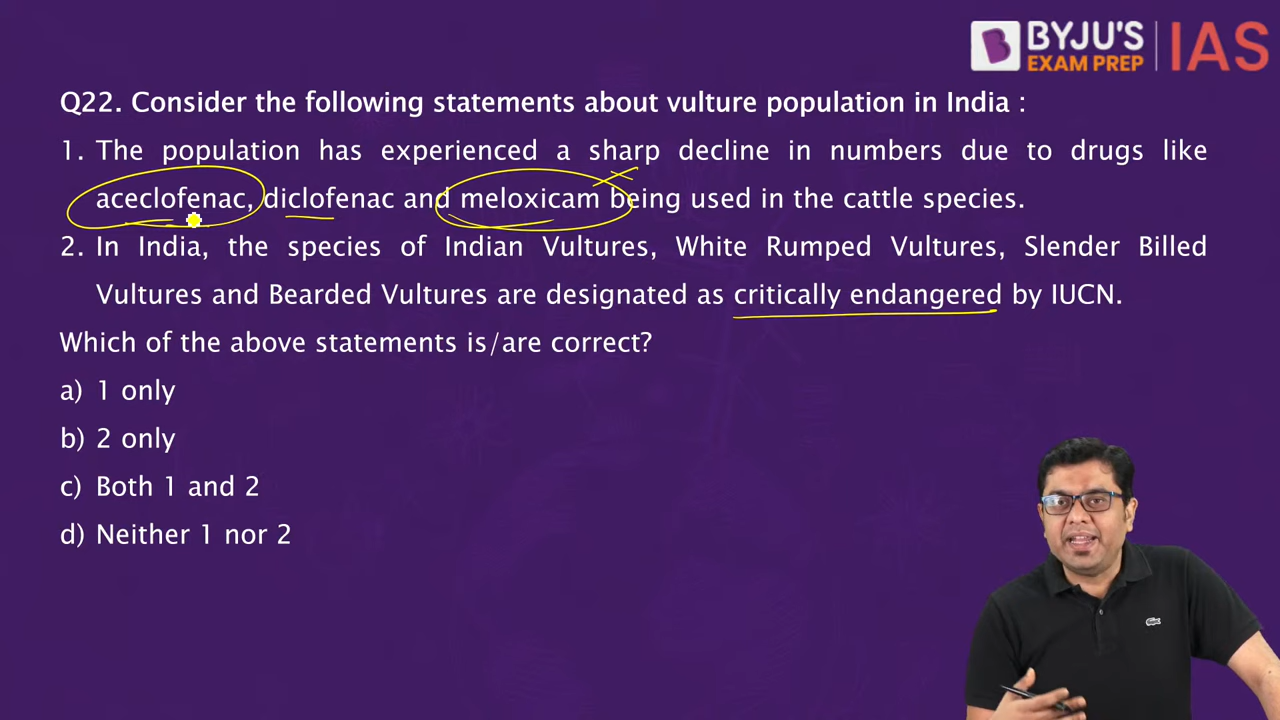 BYJU'S
EXAM PREP
IAS
Q22. Consider the following statements about vulture population in India :
1. The population has experienced a sharp decline in numbers due to drugs like
aceclofenac, diclofenac and meloxicam being used in the cattle species.
2. In India, the species of Indian Vultures, White Rumped Vultures, Slender Billed
Vultures and Bearded Vultures are designated as critically endangered by IUCN.
Which of the above statements is/are correct?
a) 1 only
b) 2 only
c) Both 1 and 2
d) Neither 1 nor 2